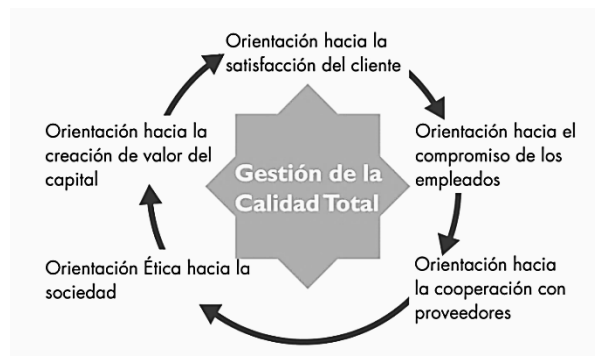 Orientación hacia la
satisfacción del cliente
Orientación hacia el
compromiso de los
empleados
Orientación hacia
la cooperación con
proveedores
Orientación Ética hacia la
sociedad
Orientación hacia la
creación de valor del
capital
Gestión de la
Calidad Total